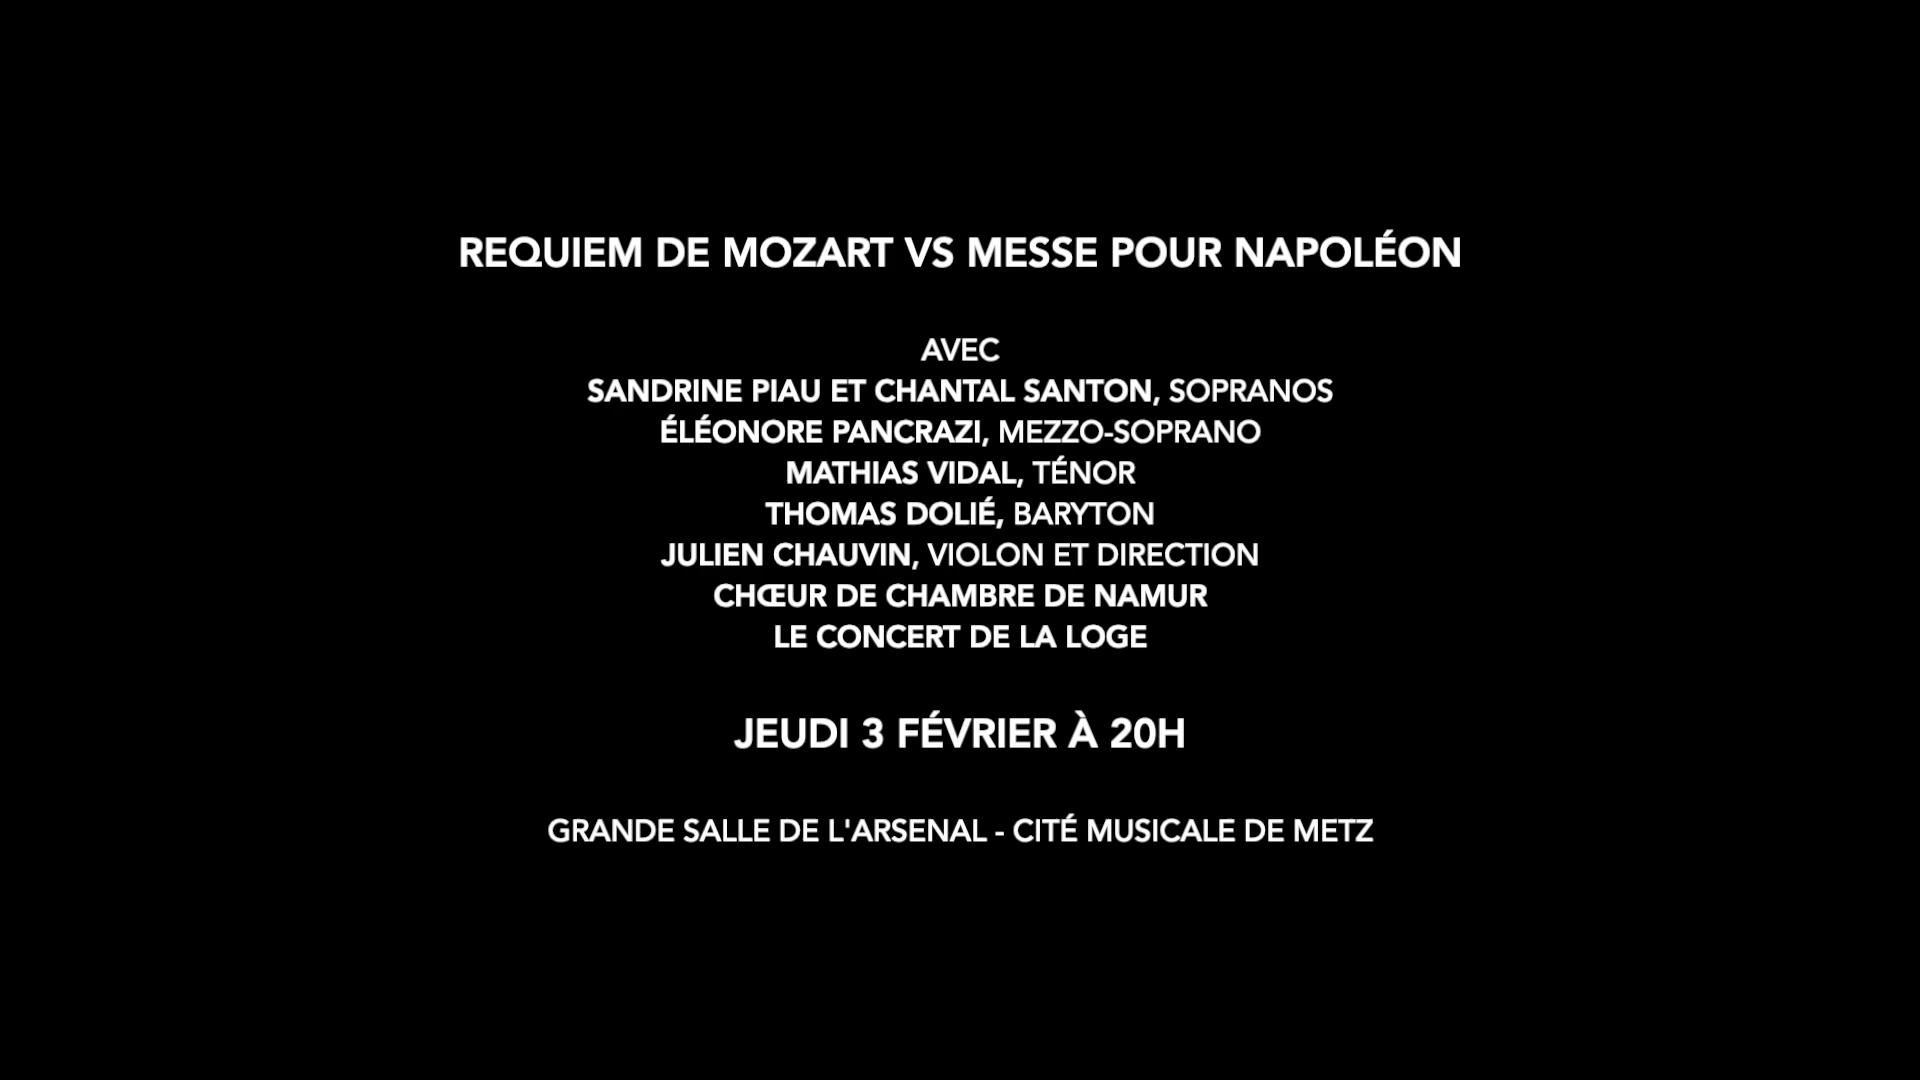 REQUIEM DE MOZART VS MESSE POUR NAPOLÉON
AVEC
SANDRINE PIAU ET CHANTAL SANTON, SOPRANOS
ÉLÉONORE PANCRAZI, MEZZO-SOPRANO
MATHIAS VIDAL, TÉNOR
THOMAS DOLIÉ, BARYTON
JULIEN CHAUVIN, VIOLON ET DIRECTION
CHŒUR DE CHAMBRE DE NAMUR
LE CONCERT DE LA LOGE
JEUDI 3 FÉVRIER À 20H
GRANDE SALLE DE L'ARSENAL - CITÉ MUSICALE DE METZ